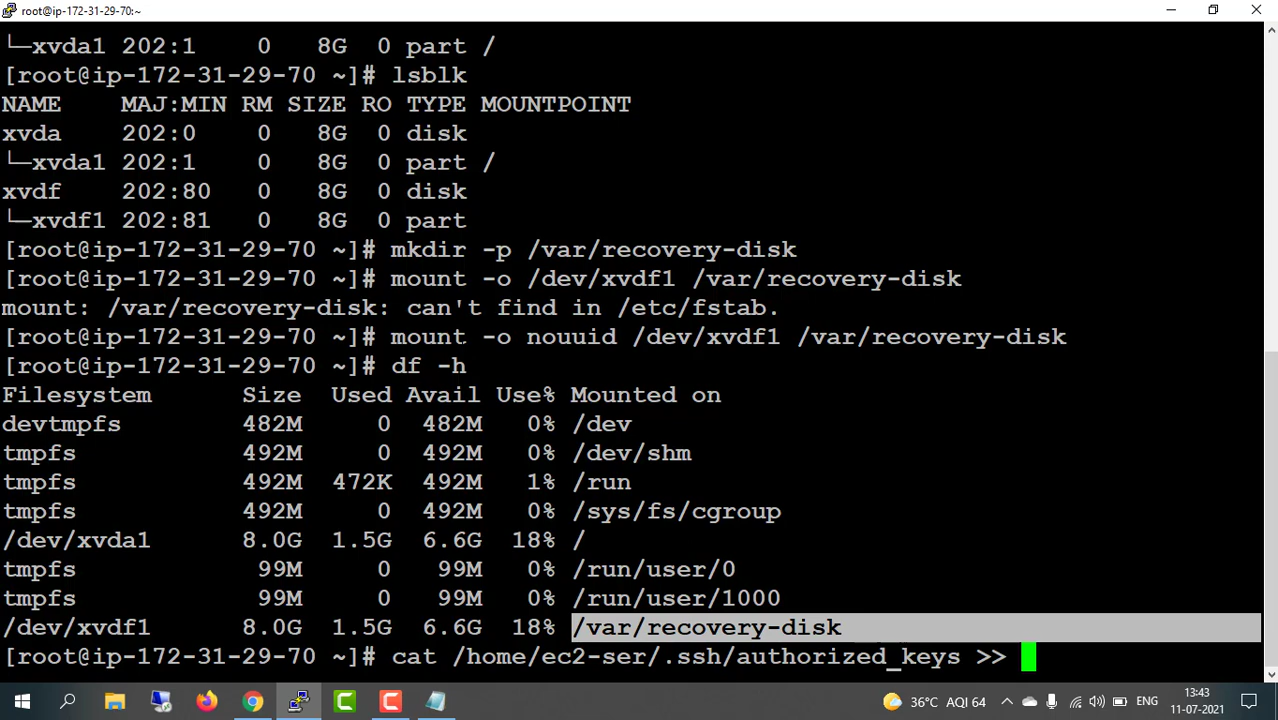 root@ip-172-31-29-70:~
└─xvda1 202:1    0   8G  0 part /
[root@ip-172-31-29-70 ~]# lsblk
NAME    MAJ:MIN RM SIZE RO TYPE MOUNTPOINT
xvda    202:0    0   8G  0 disk
└─xvda1 202:1    0   8G  0 part /
xvdf    202:80   0   8G  0 disk
└─xvdf1 202:81   0   8G  0 part
[root@ip-172-31-29-70 ~]# mkdir -p /var/recovery-disk
[root@ip-172-31-29-70 ~]# mount -o /dev/xvdf1 /var/recovery-disk
mount: /var/recovery-disk: can't find in /etc/fstab.
[root@ip-172-31-29-70 ~]# mount -o nouuid /dev/xvdf1 /var/recovery-disk
[root@ip-172-31-29-70 ~]# df -h
Filesystem      Size  Used Avail Use% Mounted on
devtmpfs        482M     0  482M   0% /dev
tmpfs           492M     0  492M   0% /dev/shm
tmpfs           492M  472K  492M   1% /run
tmpfs           492M     0  492M   0% /sys/fs/cgroup
/dev/xvda1      8.0G  1.5G  6.6G  18% /
tmpfs            99M     0   99M   0% /run/user/0
tmpfs            99M     0   99M   0% /run/user/1000
/dev/xvdf1      8.0G  1.5G  6.6G  18% /var/recovery-disk
[root@ip-172-31-29-70 ~]# cat /home/ec2-ser/.ssh/authorized_keys >>
36°C AQI 64
ENG
13:43
11-07-2021